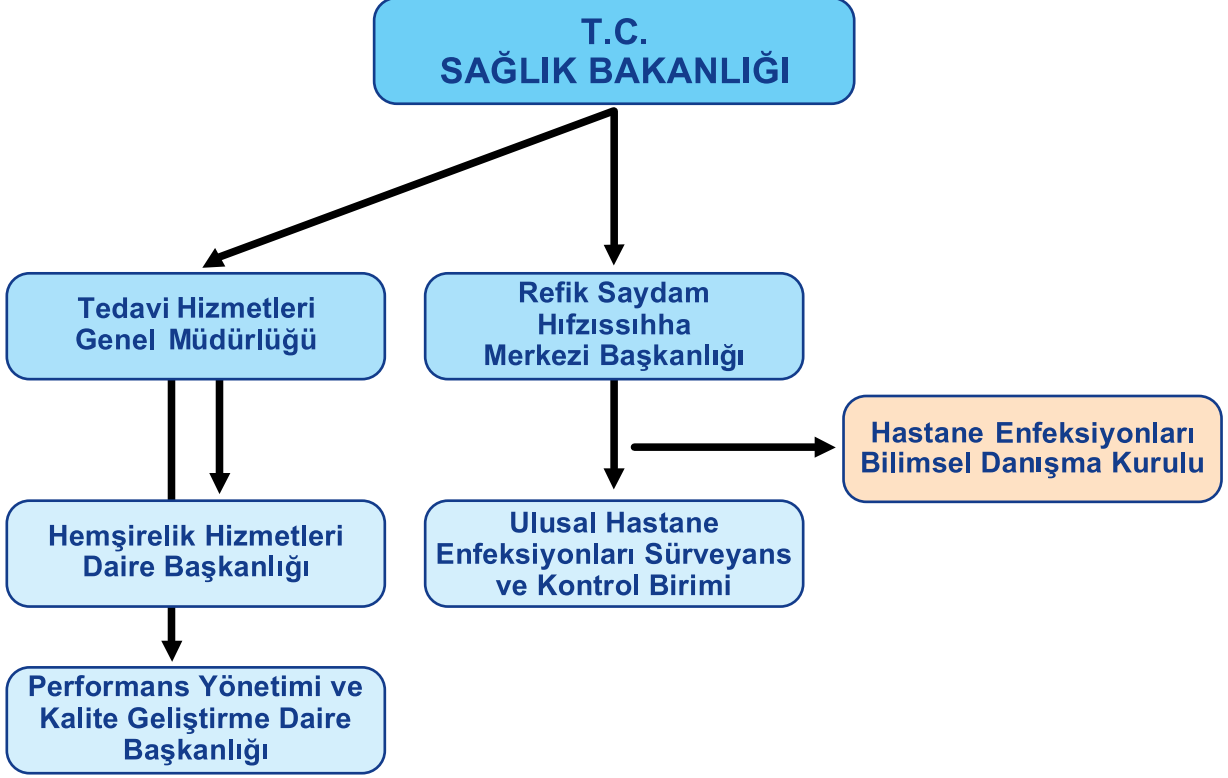 T.C.
SAĞLIK BAKANLIĞI
Tedavi Hizmetleri
Genel Müdürlüğü
Refik Saydam
Hıfzıssıhha
Merkezi Başkanlığı
Hastane Enfeksiyonları
Bilimsel Danışma Kurulu
Hemşirelik Hizmetleri
Daire Başkanlığı
Ulusal Hastane
Enfeksiyonları Sürveyans
ve Kontrol Birimi
Performans Yönetimi ve
Kalite Geliştirme Daire
Başkanlığı